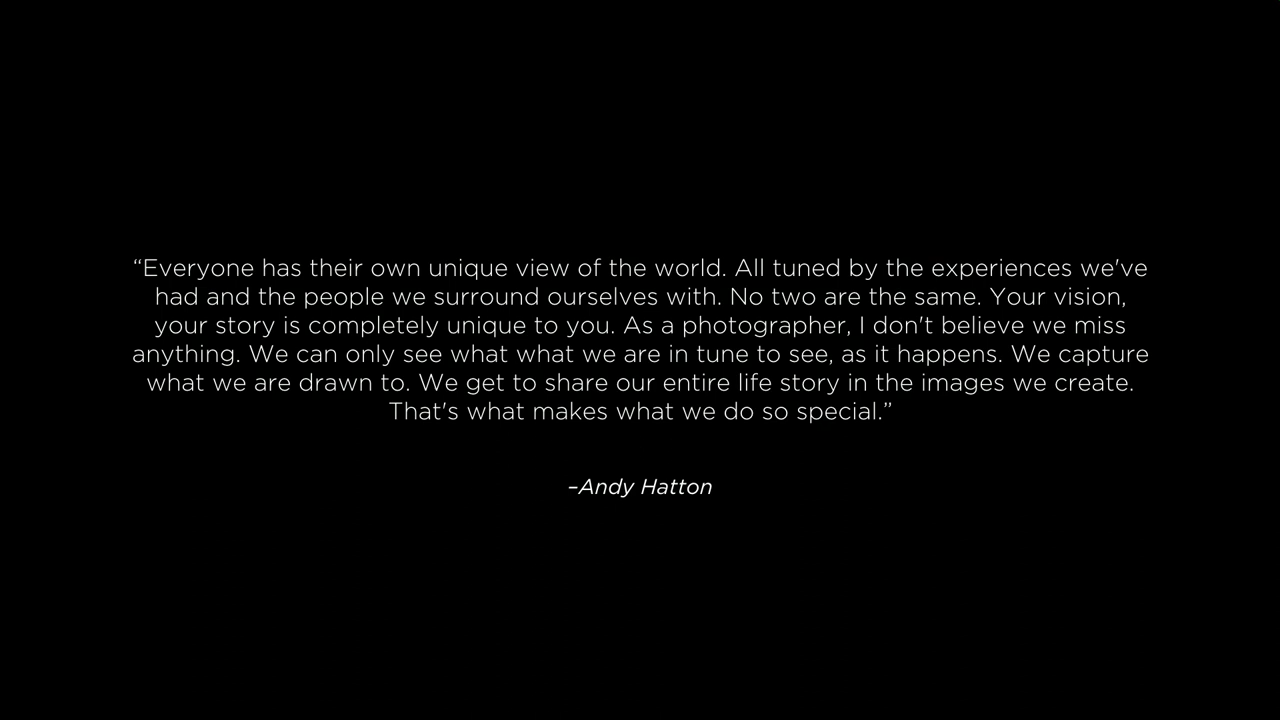 “Everyone has their own unique view of the world. All tuned by the experiences we've
had and the people we surround ourselves with. No two are the same. Your vision,
your story is completely unique to you. As a photographer, I don't believe we miss
anything. We can only see what what we are in tune to see, as it happens. We capture
what we are drawn to. We get to share our entire life story in the images we create.
That's what makes what we do so special.”
–Andy Hatton